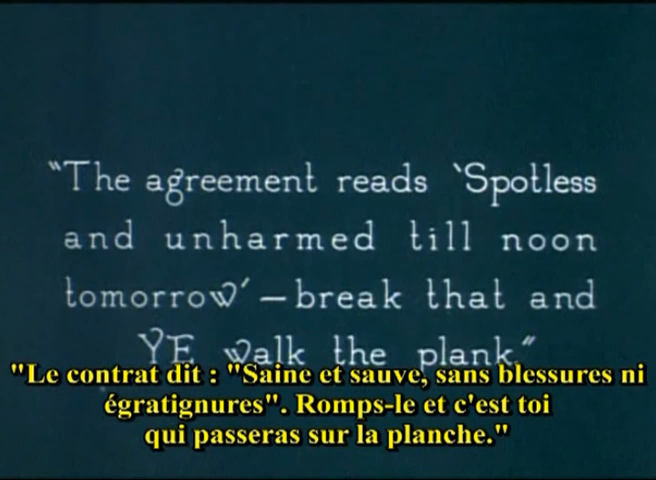 “The agreement reads ‘Spotless
and unharmed till noon
tomorrow’—break that and
YE walk the plank.”
"Le contrat dit : "Saine et sauve, sans blessures ni
égratignures". Romps-le et c'est toi
qui passeras sur la planche."